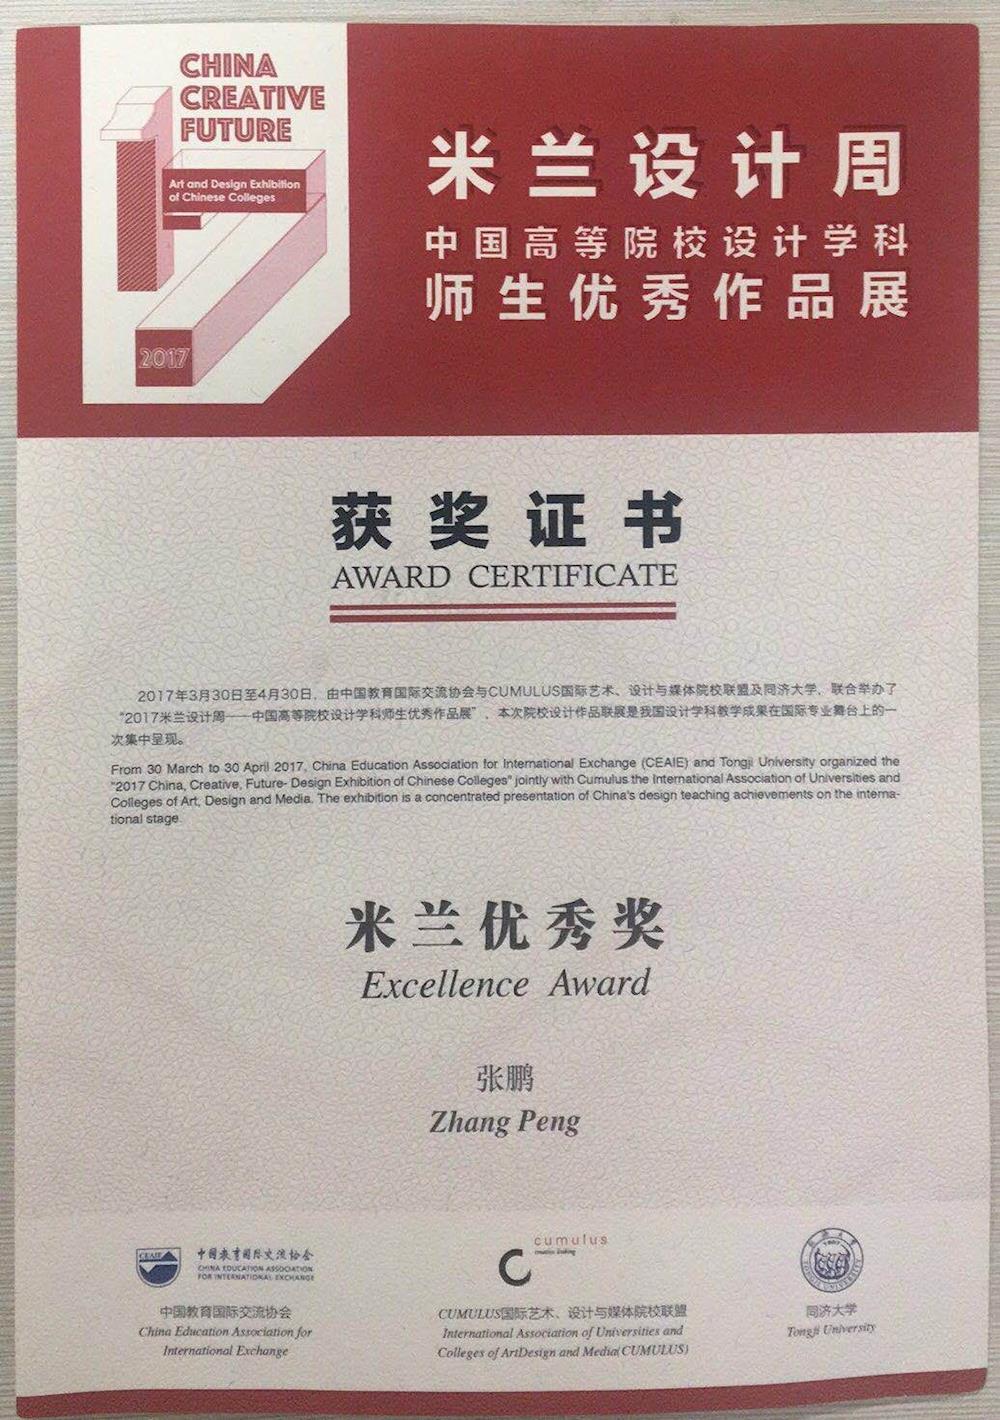 CHINA
CREATIVE
FUTURE
Art and Design Exhibition
of Chinese Colleges
2017
米兰设计周
中国高等院校设计学科
师生优秀作品展
获奖证书
AWARD CERTIFICATE
2017年3月30日至4月30日，由中国教育国际交流协会与CUMULUS国际艺术、设计与媒体院校联盟及同济大学，联合举办了
“2017米兰设计周——中国高等院校设计学科师生优秀作品展”，本次院校设计作品联展是我国设计学科教学成果在国际专业舞台上的一
次集中呈现。
From 30 March to 30 April 2017, China Education Association for International Exchange (CEAIE) and Tongji University organized the
"2017 China, Creative, Future- Design Exhibition of Chinese Colleges" jointly with Cumulus the International Association of Universities and
Colleges of Art, Design and Media. The exhibition is a concentrated presentation of China's design teaching achievements on the interna-
tional stage.
米兰优秀奖
Excellence Award
张鹏
Zhang Peng
CEAIE
中国教育国际交流协会
CHINA EDUCATION ASSOCIATION
FOR INTERNATIONAL EXCHANGE
中国教育国际交流协会
China Education Association for
International Exchange
cumulus
CUMULUS国际艺术、设计与媒体院校联盟
International Association of Universities and
Colleges of ArtDesign and Media(CUMULUS)
同济大学
Tongji University